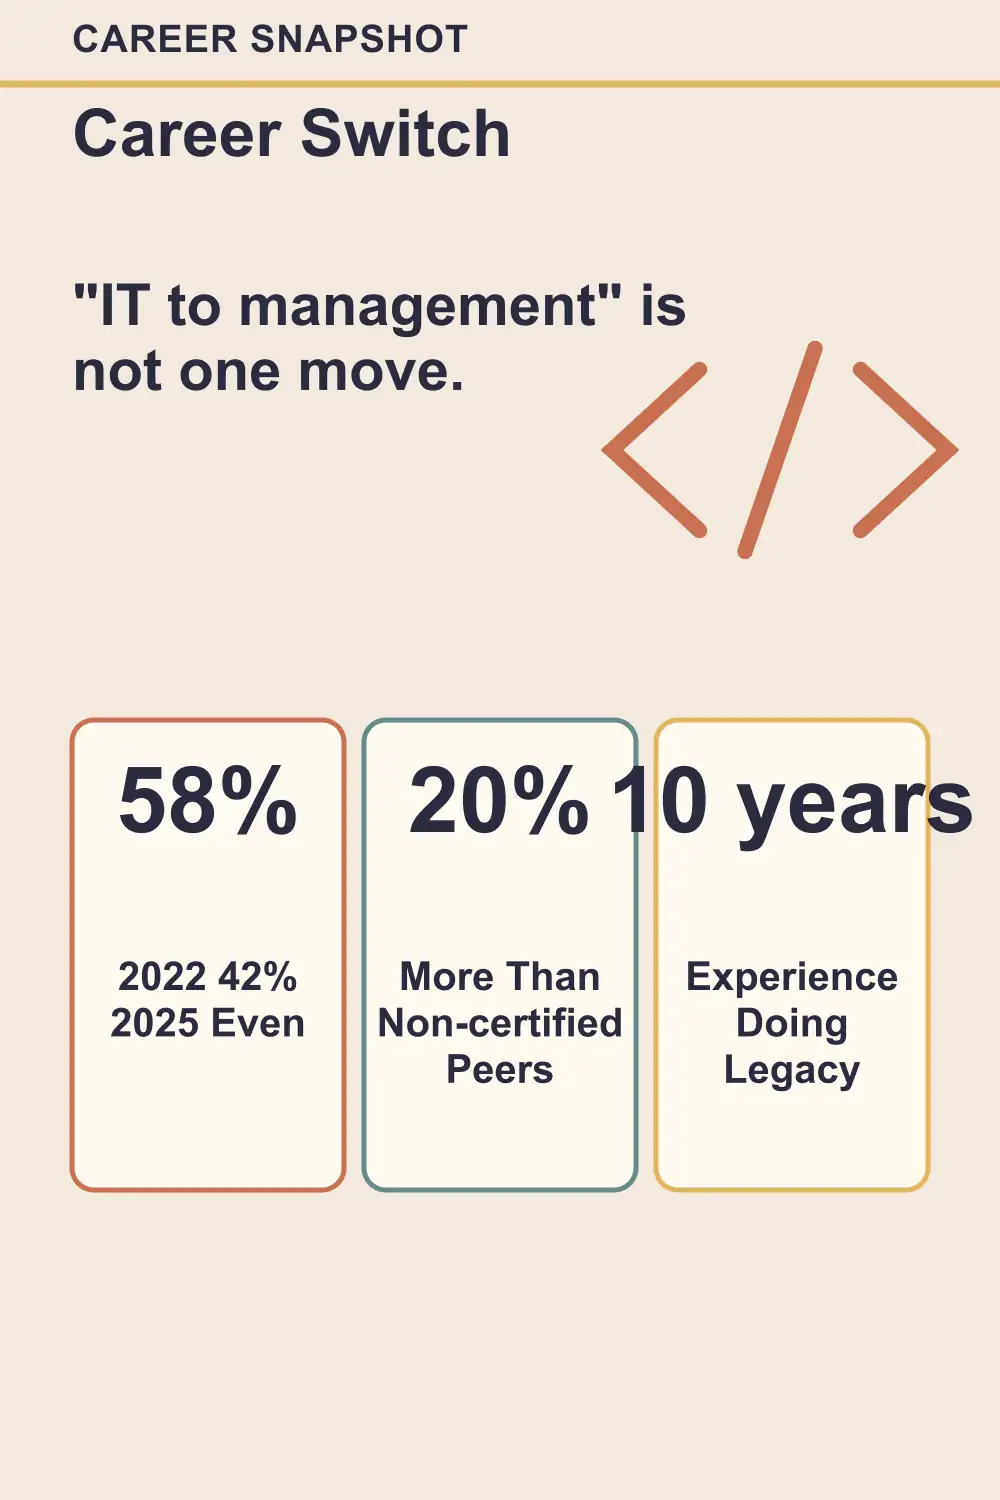 CAREER SNAPSHOT
Career Switch
"IT to management" is
not one move.
58%
2022 42%
2025 Even
20%
More Than
Non-certified
Peers
10 years
Experience
Doing
Legacy